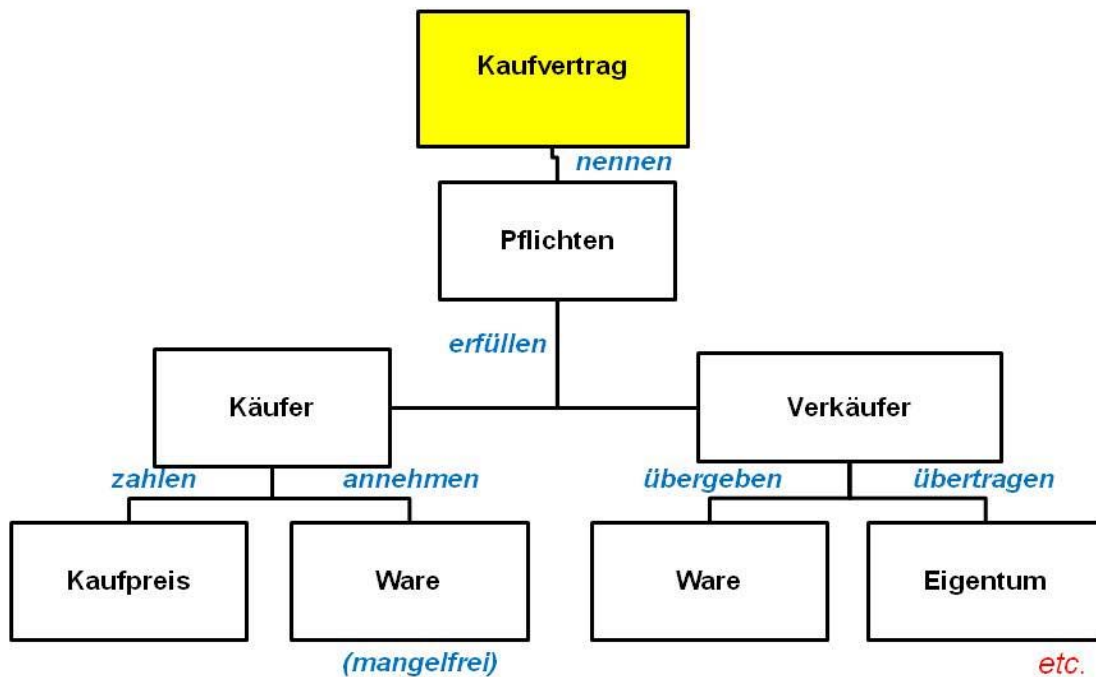 Kaufvertrag
nennen
Pflichten
erfüllen
Käufer
Verkäufer
zahlen
annehmen
übergeben
übertragen
Kaufpreis
Ware
Ware
Eigentum
(mangelfrei)
etc.